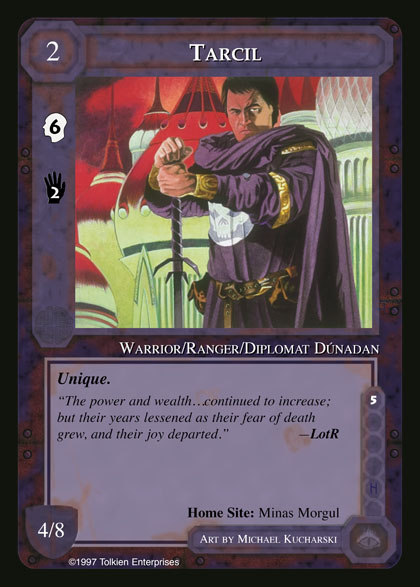 2
TARCIL
6
2
WARRIOR/RANGER/DIPLOMAT DÚNADAN
Unique.
“The power and wealth…continued to increase;
but their years lessened as their fear of death
grew, and their joy departed.” —LotR
5
H
Home Site: Minas Morgul
4/8
ART BY MICHAEL KUCHARSKI
©1997 Tolkien Enterprises